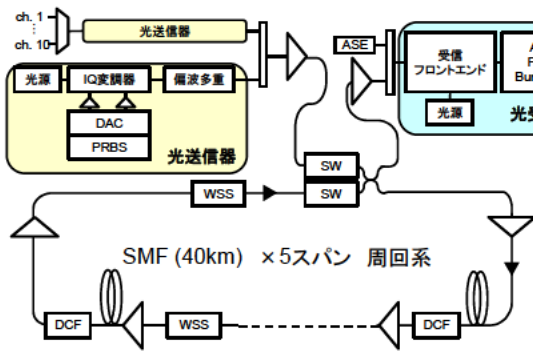 ch. 1
⋮
ch. 10
光送信器
光源
IQ変調器
偏波多重
DAC
PRBS
光送信器
ASE
受信
フロントエンド
光源
SW
SW
WSS
SMF (40km) ×5スパン 周回系
DCF
WSS
DCF